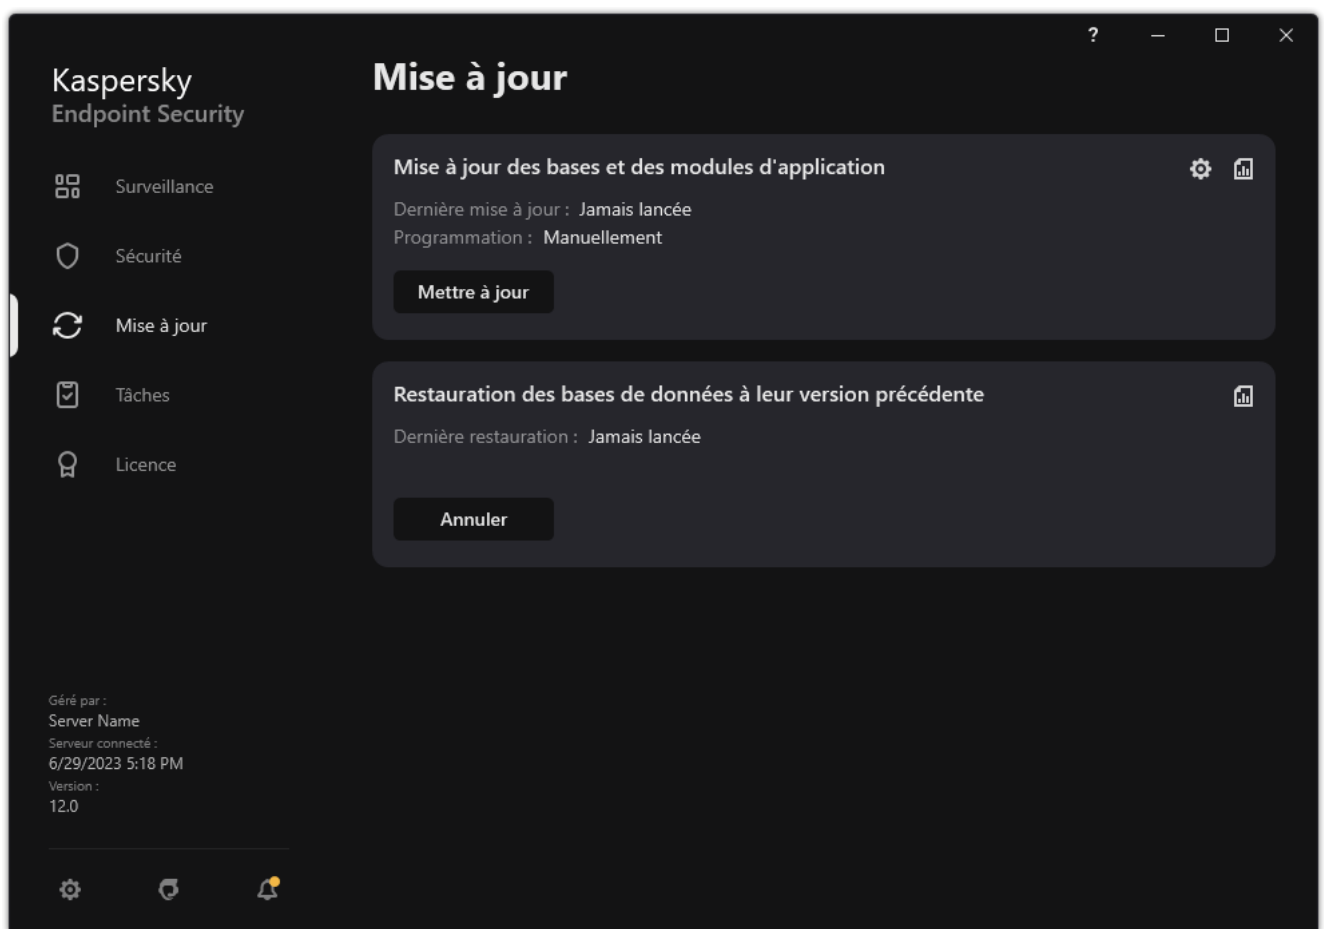 ?
Kaspersky
Endpoint Security
Surveillance
Sécurité
Mise à jour
Tâches
Licence
Géré par :
Server Name
Serveur connecté :
6/29/2023 5:18 PM
Version :
12.0
Mise à jour
Mise à jour des bases et des modules d'application
Dernière mise à jour : Jamais lancée
Programmation : Manuellement
Mettre à jour
Restauration des bases de données à leur version précédente
Dernière restauration : Jamais lancée
Annuler